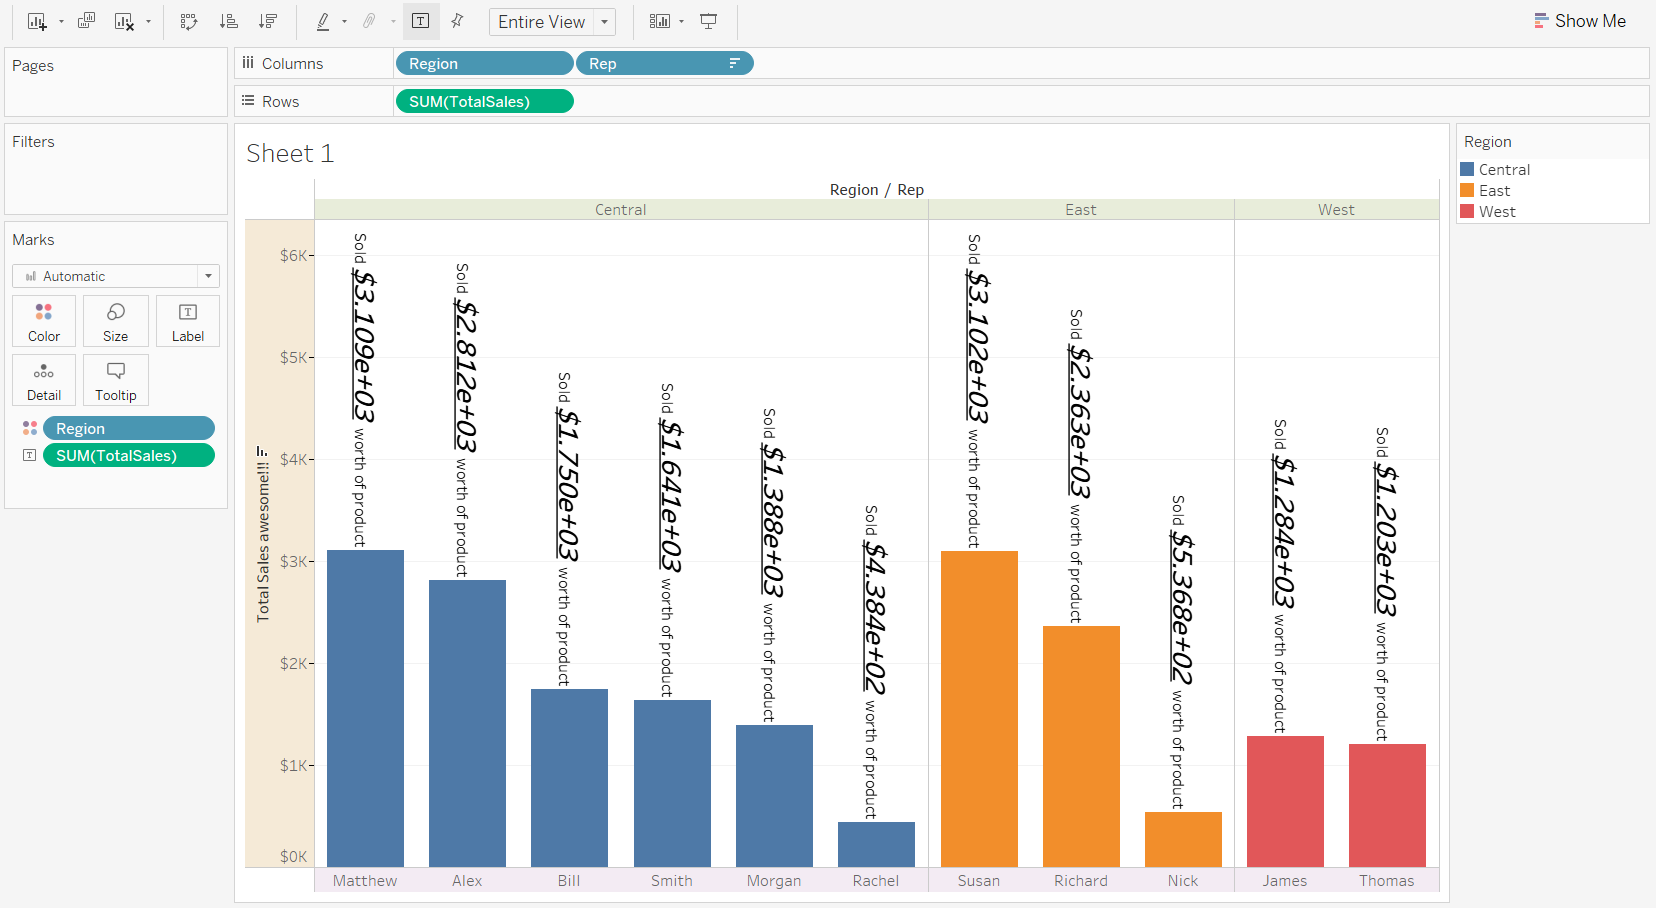 Entire View
Show Me
Pages
Columns
Region
Rep
Rows
SUM(TotalSales)
Filters
Marks
Automatic
Color
Size
Label
Detail
Tooltip
Region
SUM(TotalSales)
Sheet 1
Region / Rep
Central
East
West
Total Sales awesome!!!
$6K
$5K
$4K
$3K
$2K
$1K
$0K
Sold $3.109e+03 worth of product
Sold $2.812e+03 worth of product
Sold $1.750e+03 worth of product
Sold $1.641e+03 worth of product
Sold $1.388e+03 worth of product
Sold $4.384e+02 worth of product
Sold $3.102e+03 worth of product
Sold $2.363e+03 worth of product
Sold $5.368e+02 worth of product
Sold $1.284e+03 worth of product
Sold $1.203e+03 worth of product
Matthew
Alex
Bill
Smith
Morgan
Rachel
Susan
Richard
Nick
James
Thomas
Region
Central
East
West